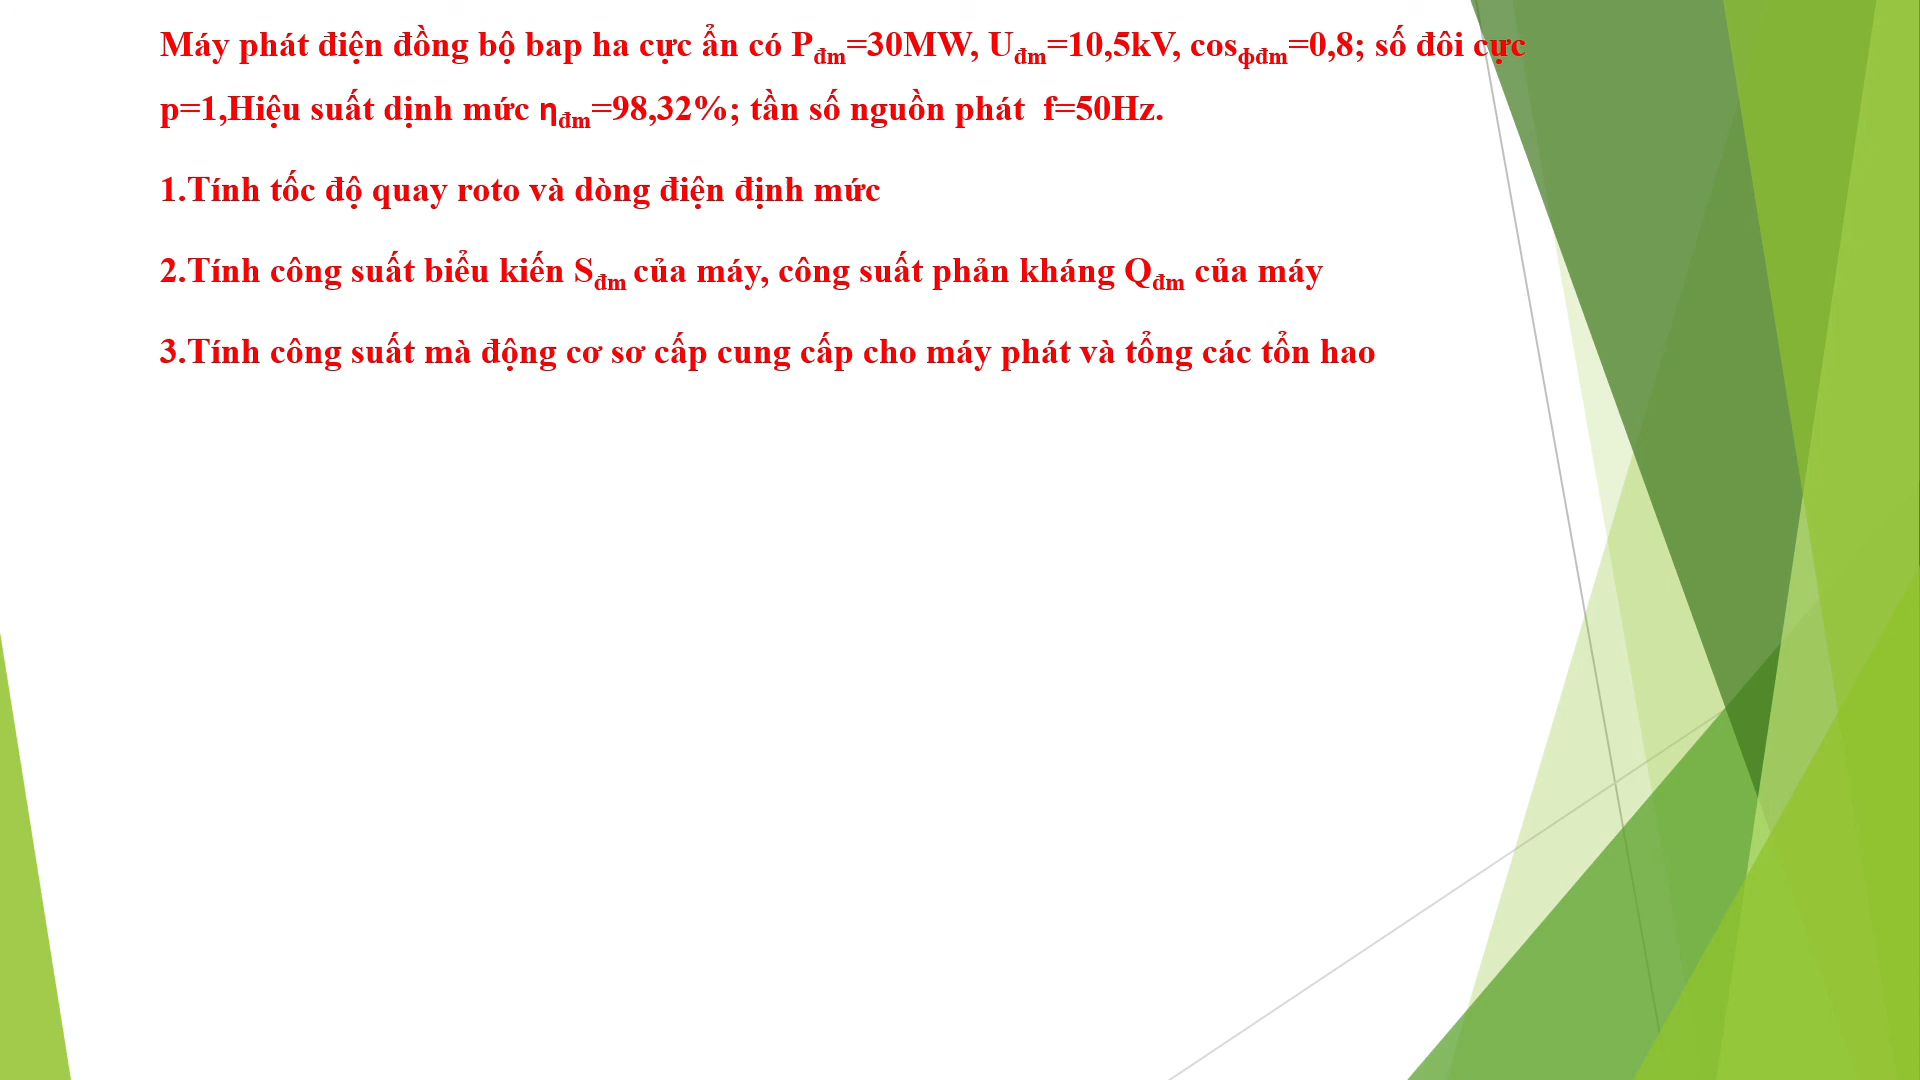 Máy phát điện đồng bộ bap ha cực ẩn có Pđm=30MW, Uđm=10,5kV, cosϕđm=0,8; số đôi cực
p=1,Hiệu suất dịnh mức ηđm=98,32%; tần số nguồn phát f=50Hz.
1.Tính tốc độ quay roto và dòng điện định mức
2.Tính công suất biểu kiến Sđm của máy, công suất phản kháng Qđm của máy
3.Tính công suất mà động cơ sơ cấp cung cấp cho máy phát và tổng các tổn hao